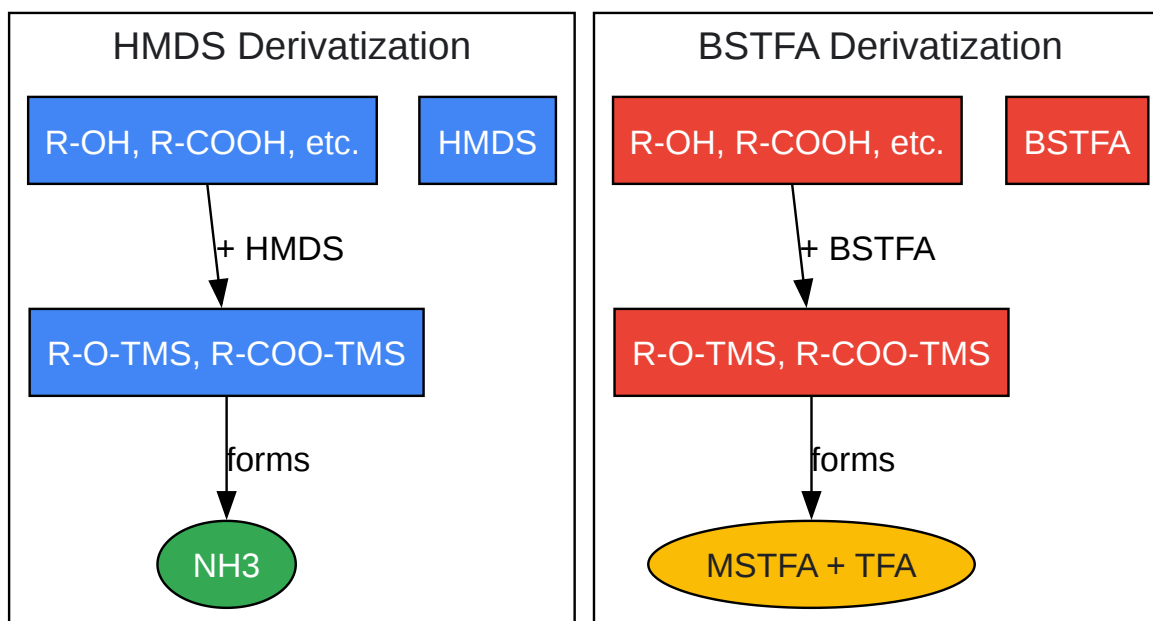 HMDS Derivatization
R-OH, R-COOH, etc.
HMDS
+ HMDS
R-O-TMS, R-COO-TMS
forms
NH3
BSTFA Derivatization
R-OH, R-COOH, etc.
BSTFA
+ BSTFA
R-O-TMS, R-COO-TMS
forms
MSTFA + TFA